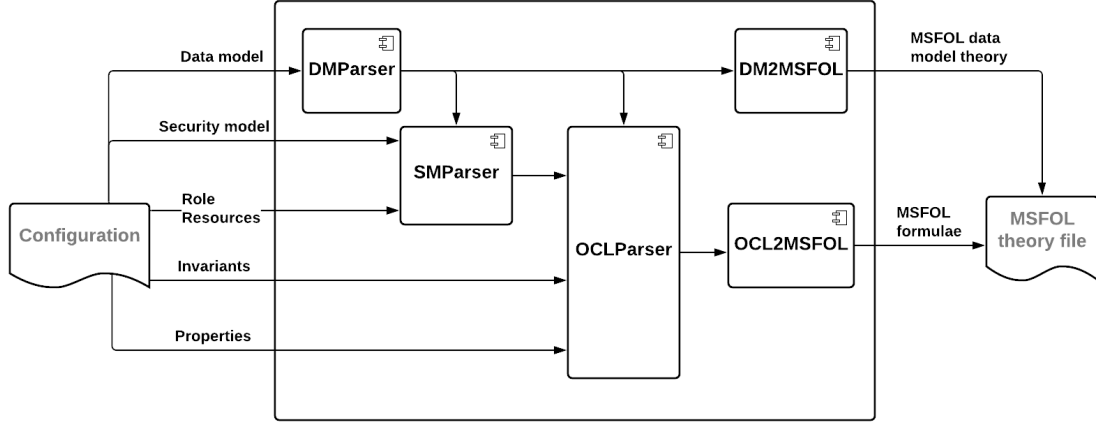 Data model
DMParser
DM2MSFOL
MSFOL data
model theory
Security model
SMParser
Role
Resources
Configuration
OCLParser
OCL2MSFOL
MSFOL
formulae
MSFOL
theory file
Invariants
Properties